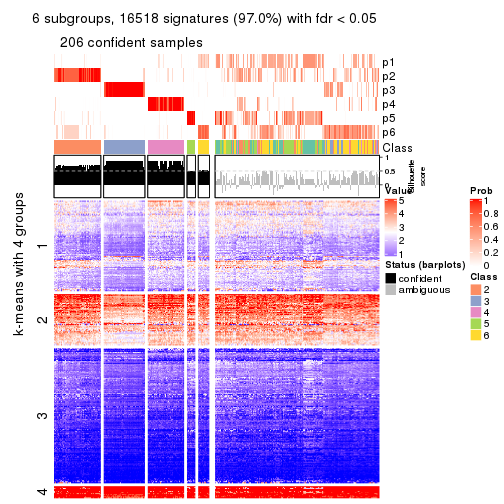 6 subgroups, 16518 signatures (97.0%) with fdr < 0.05
206 confident samples
p1
p2
p3
p4
p5
p6
Class
1
0.5
0
Silhouette
score
k-means with 4 groups
1
2
3
4
Value
5
4
3
2
1
Status (barplots)
confident
ambiguous
Prob
1
0.8
0.6
0.4
0.2
0
Class
2
3
4
5
6